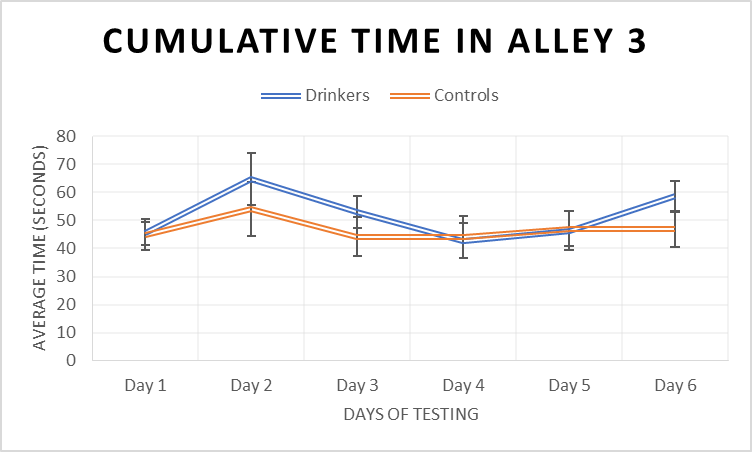 CUMULATIVE TIME IN ALLEY 3
Drinkers Controls
AVERAGE TIME (SECONDS)
80
70
60
50
40
30
20
10
0
Day 1 Day 2 Day 3 Day 4 Day 5 Day 6
DAYS OF TESTING